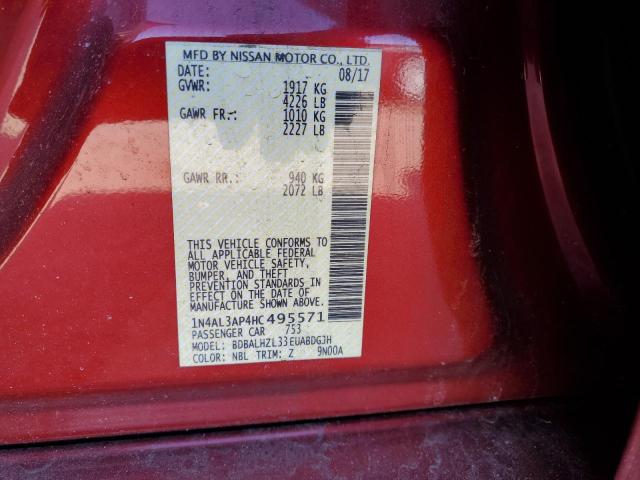 MFD BY NISSAN MOTOR CO., LTD.
DATE: 08/17
GVWR: 1917 KG
4226 LB
GAWR FR.: 1010 KG
2227 LB
GAWR RR.: 940 KG
2072 LB
THIS VEHICLE CONFORMS TO
ALL APPLICABLE FEDERAL
MOTOR VEHICLE SAFETY,
BUMPER, AND THEFT
PREVENTION STANDARDS IN
EFFECT ON THE DATE OF
MANUFACTURE SHOWN ABOVE.
1N4AL3AP4HC495571
PASSENGER CAR 753
MODEL: BDBALHZL33EUABDGJH
COLOR: NBL TRIM: Z 9N00A